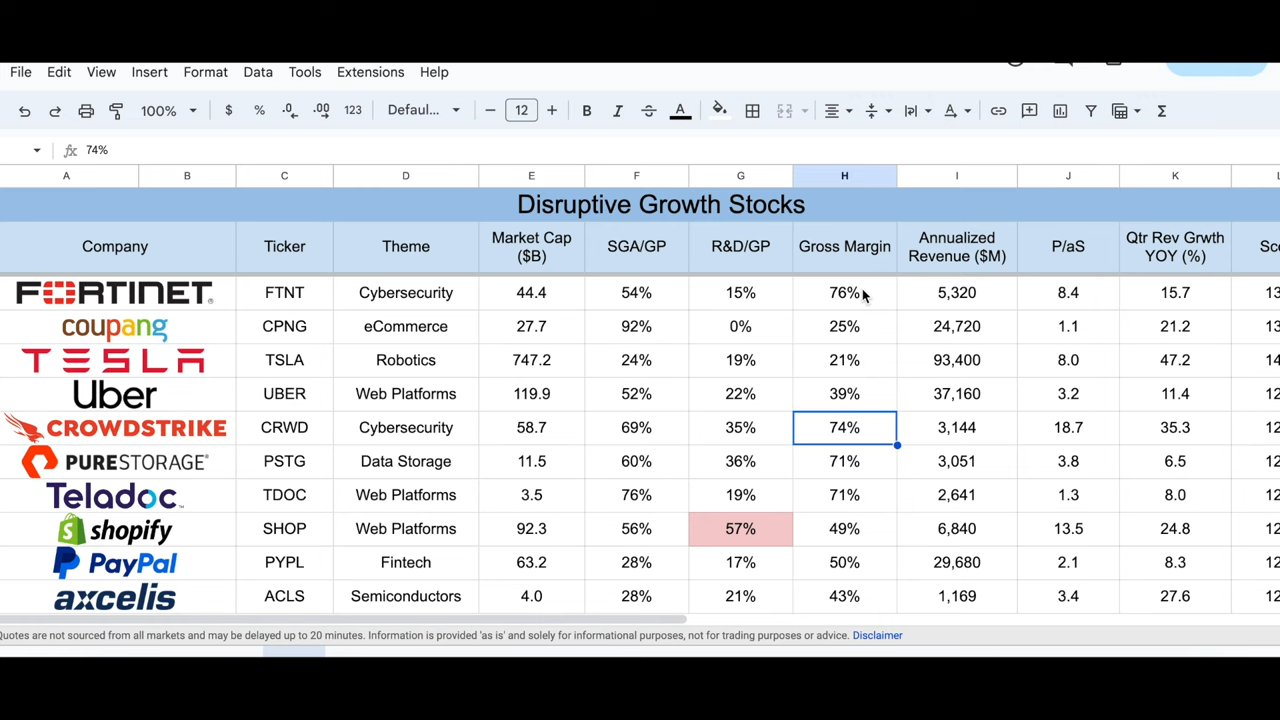 File Edit View Insert Format Data Tools Extensions Help
100% $ % .0 .00 123 Defaul... 12 B I A
fx 74%
A B C D E F G H I J K L
Disruptive Growth Stocks
Company Ticker Theme Market Cap ($B) SGA/GP R&D/GP Gross Margin Annualized Revenue ($M) P/aS Qtr Rev Grwth YOY (%) Sco
FORTINET FTNT Cybersecurity 44.4 54% 15% 76% 5,320 8.4 15.7 13
coupang CPNG eCommerce 27.7 92% 0% 25% 24,720 1.1 21.2 13
TESLA TSLA Robotics 747.2 24% 19% 21% 93,400 8.0 47.2 14
Uber UBER Web Platforms 119.9 52% 22% 39% 37,160 3.2 11.4 12
CROWDSTRIKE CRWD Cybersecurity 58.7 69% 35% 74% 3,144 18.7 35.3 12
PURESTORAGE PSTG Data Storage 11.5 60% 36% 71% 3,051 3.8 6.5 12
Teladoc TDOC Web Platforms 3.5 76% 19% 71% 2,641 1.3 8.0 12
shopify SHOP Web Platforms 92.3 56% 57% 49% 6,840 13.5 24.8 12
PayPal PYPL Fintech 63.2 28% 17% 50% 29,680 2.1 8.3 12
axcelis ACLS Semiconductors 4.0 28% 21% 43% 1,169 3.4 27.6 12
Quotes are not sourced from all markets and may be delayed up to 20 minutes. Information is provided 'as is' and solely for informational purposes, not for trading purposes or advice. Disclaimer